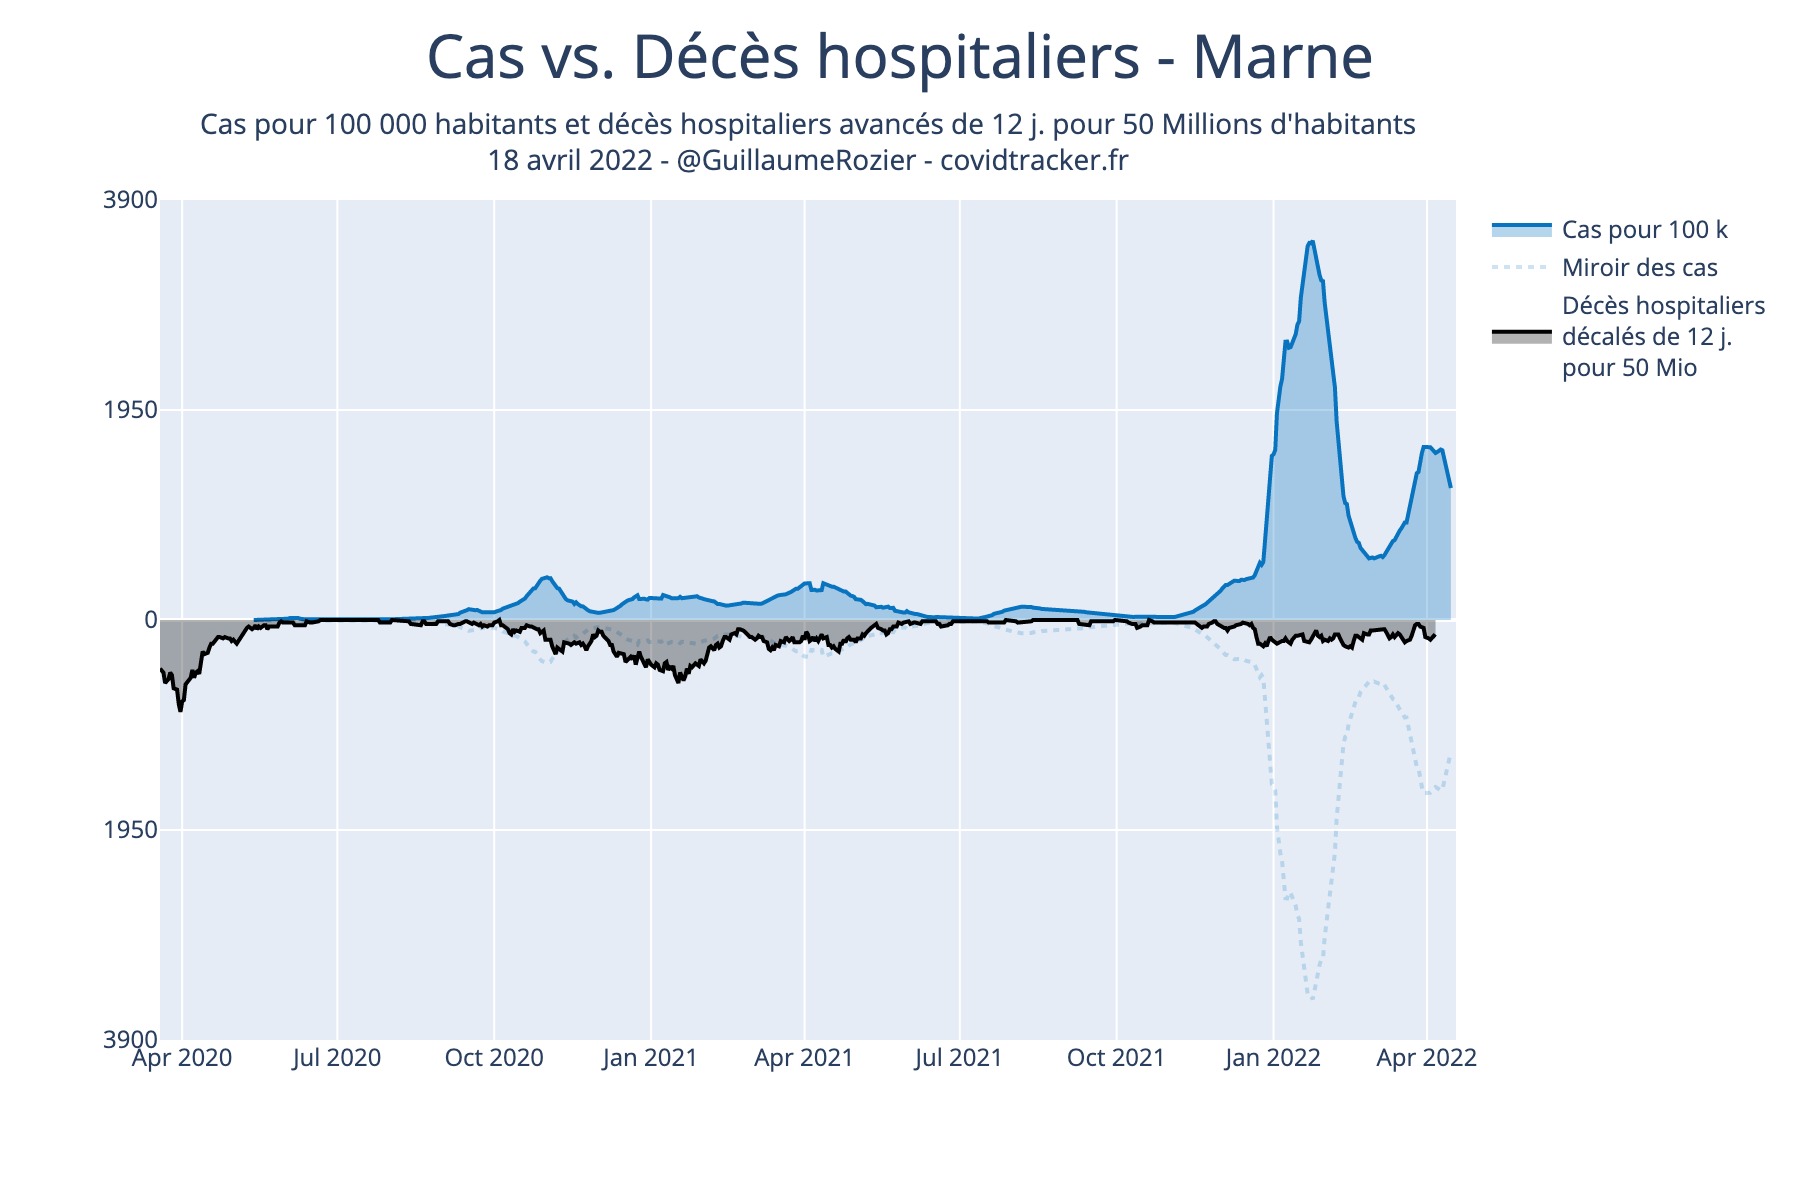 Cas vs. Décès hospitaliers - Marne
Cas pour 100 000 habitants et décès hospitaliers avancés de 12 j. pour 50 Millions d'habitants
18 avril 2022 - @GuillaumeRozier - covidtracker.fr
3900
1950
0
1950
3900
Apr 2020
Jul 2020
Oct 2020
Jan 2021
Apr 2021
Jul 2021
Oct 2021
Jan 2022
Apr 2022
Cas pour 100 k
Miroir des cas
Décès hospitaliers
décalés de 12 j.
pour 50 Mio